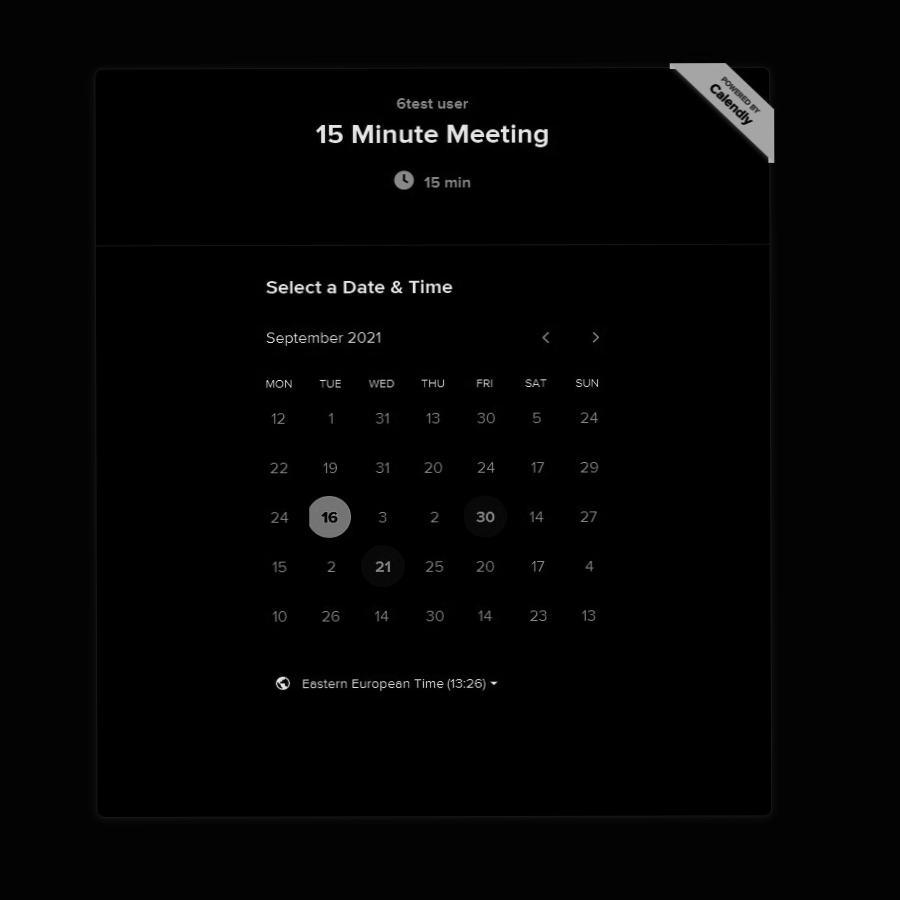 POWERED BY
Calendly
6test user
15 Minute Meeting
15 min
Select a Date & Time
September 2021
MON TUE WED THU FRI SAT SUN
12 1 31 13 30 5 24
22 19 31 20 24 17 29
24 16 3 2 30 14 27
15 2 21 25 20 17 4
10 26 14 30 14 23 13
Eastern European Time (13:26)